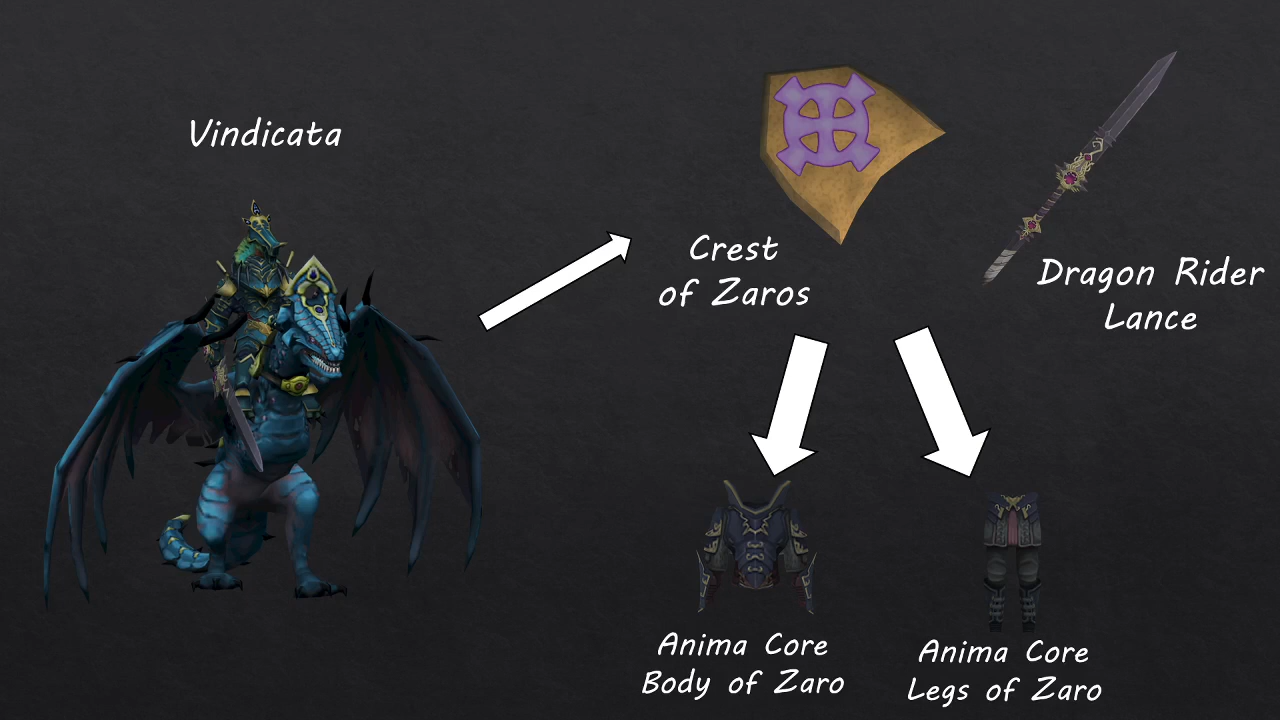 Vindicata
Crest
of Zaros
Dragon Rider
Lance
Anima Core
Body of Zaro
Anima Core
Legs of Zaro